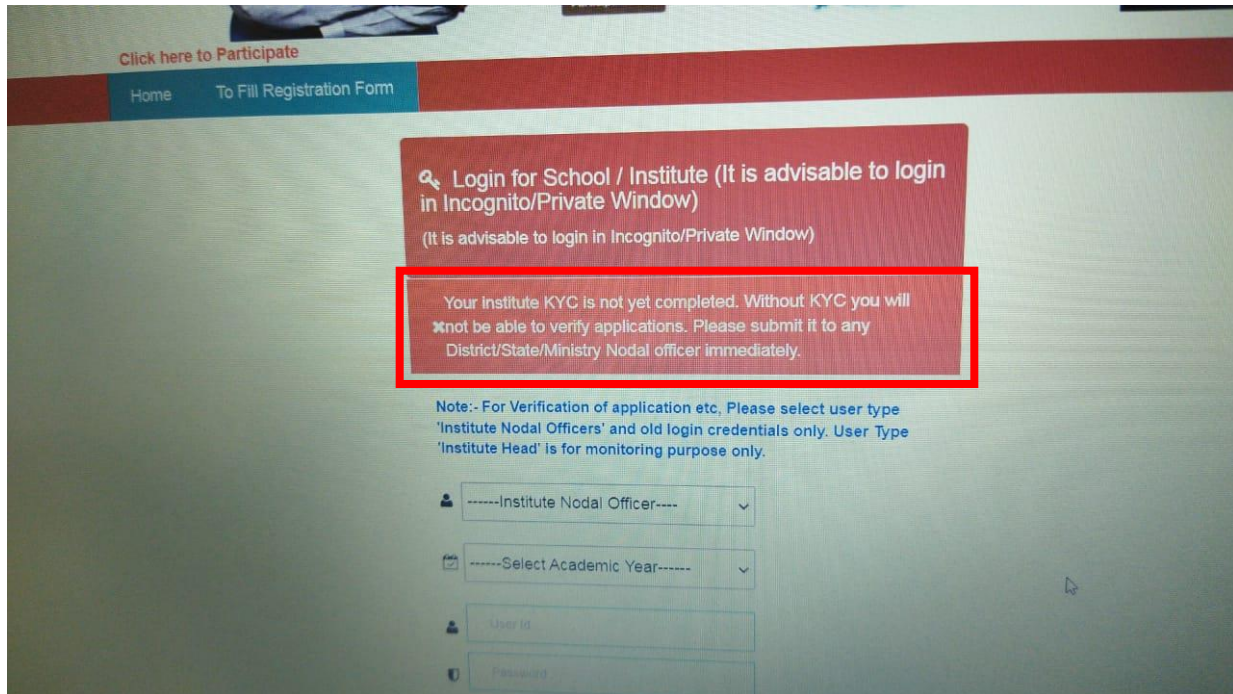 Click here to Participate
Home To Fill Registration Form
Login for School / Institute (It is advisable to login
in Incognito/Private Window)
(It is advisable to login in Incognito/Private Window)
Your institute KYC is not yet completed. Without KYC you will
not be able to verify applications. Please submit it to any
District/State/Ministry Nodal officer immediately.
Note:- For Verification of application etc, Please select user type
'Institute Nodal Officers' and old login credentials only. User Type
'Institute Head' is for monitoring purpose only.
------Institute Nodal Officer----
------Select Academic Year------
User Id
Password